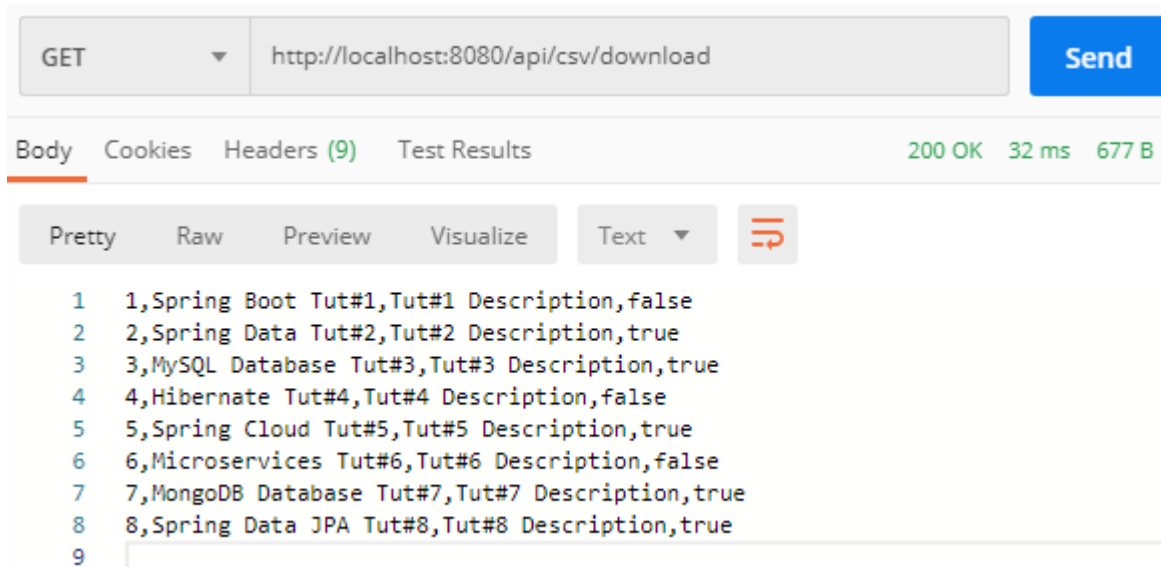 GET http://localhost:8080/api/csv/download Send
Body Cookies Headers (9) Test Results 200 OK 32 ms 677 B
Pretty Raw Preview Visualize Text
1 1,Spring Boot Tut#1,Tut#1 Description,false
2 2,Spring Data Tut#2,Tut#2 Description,true
3 3,MySQL Database Tut#3,Tut#3 Description,true
4 4,Hibernate Tut#4,Tut#4 Description,false
5 5,Spring Cloud Tut#5,Tut#5 Description,true
6 6,Microservices Tut#6,Tut#6 Description,false
7 7,MongoDB Database Tut#7,Tut#7 Description,true
8 8,Spring Data JPA Tut#8,Tut#8 Description,true
9